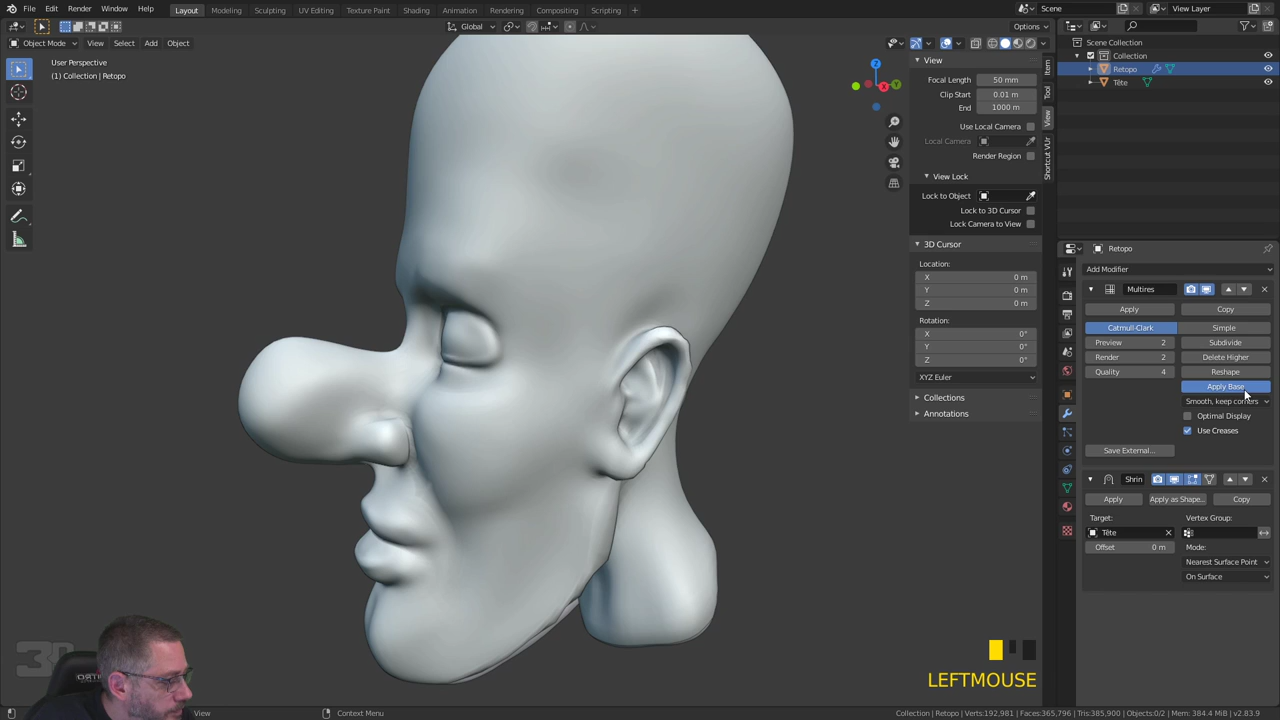 File Edit Render Window Help Layout Modeling Sculpting UV Editing Texture Paint Shading Animation Rendering Compositing Scripting + Scene View Layer
Global Options
Object Mode View Select Add Object
User Perspective
(1) Collection | Retopo
Scene Collection
Collection
Retopo
Tête
View
Focal Length 50 mm
Clip Start 0.01 m
End 1000 m
Use Local Camera
Local Camera
Render Region
View Lock
Lock to Object
Lock to 3D Cursor
Lock Camera to View
3D Cursor
Location:
X 0 m
Y 0 m
Z 0 m
Rotation:
X 0°
Y 0°
Z 0°
XYZ Euler
Collections
Annotations
Item
Tool
View
Shortcut VUr
Z
X
Y
Retopo
Add Modifier
Multires
Apply Copy
Catmull-Clark Simple
Preview 2 Subdivide
Render 2 Delete Higher
Quality 4 Reshape
Apply Base
Smooth, keep corners
Optimal Display
Use Creases
Save External...
Shrin
Apply Apply as Shape... Copy
Target: Vertex Group:
Tête
Offset 0 m Mode:
Nearest Surface Point
On Surface
LEFTMOUSE
View Context Menu Collection | Retopo | Verts:192,981 | Faces:365,796 | Tris:385,900 | Objects:0/2 | Mem: 384.4 MiB | v2.83.9